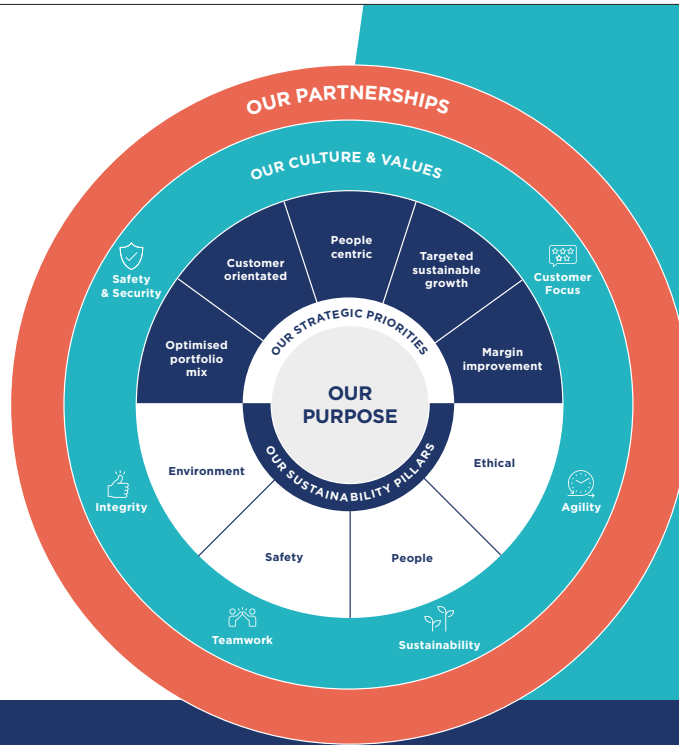 OUR PARTNERSHIPS
OUR CULTURE & VALUES
People
centric
Customer
orientated
Targeted
sustainable
growth
Safety
& Security
Customer
Focus
OUR STRATEGIC PRIORITIES
Optimised
portfolio
mix
Margin
improvement
OUR
PURPOSE
OUR SUSTAINABILITY PILLARS
Environment
Ethical
Integrity
Agility
Safety
People
Teamwork
Sustainability